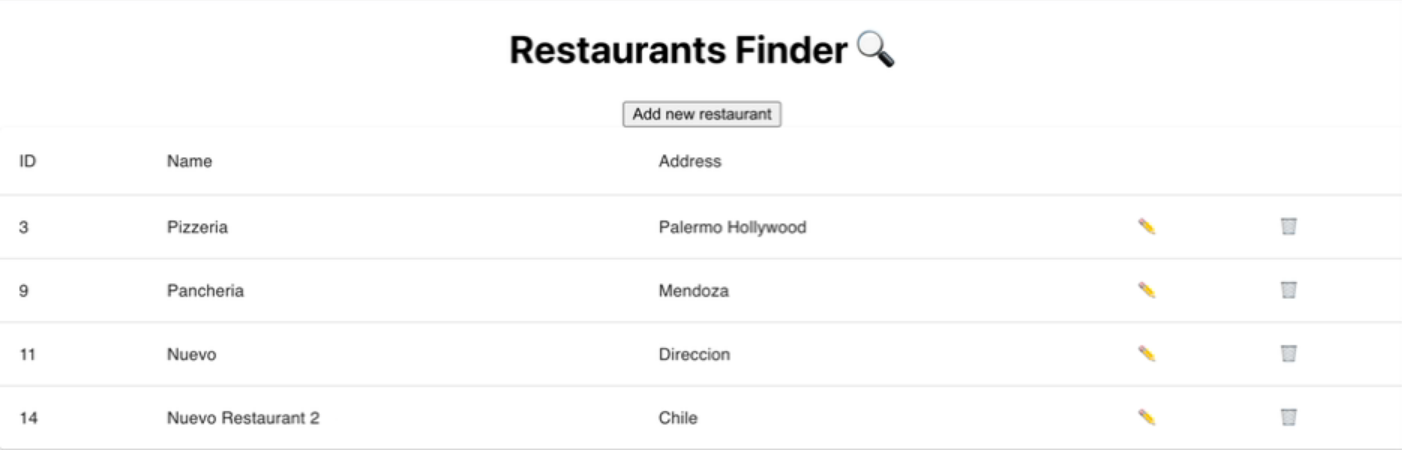 Restaurants Finder 🔍
Add new restaurant
ID Name Address
3 Pizzeria Palermo Hollywood
9 Pancheria Mendoza
11 Nuevo Direccion
14 Nuevo Restaurant 2 Chile